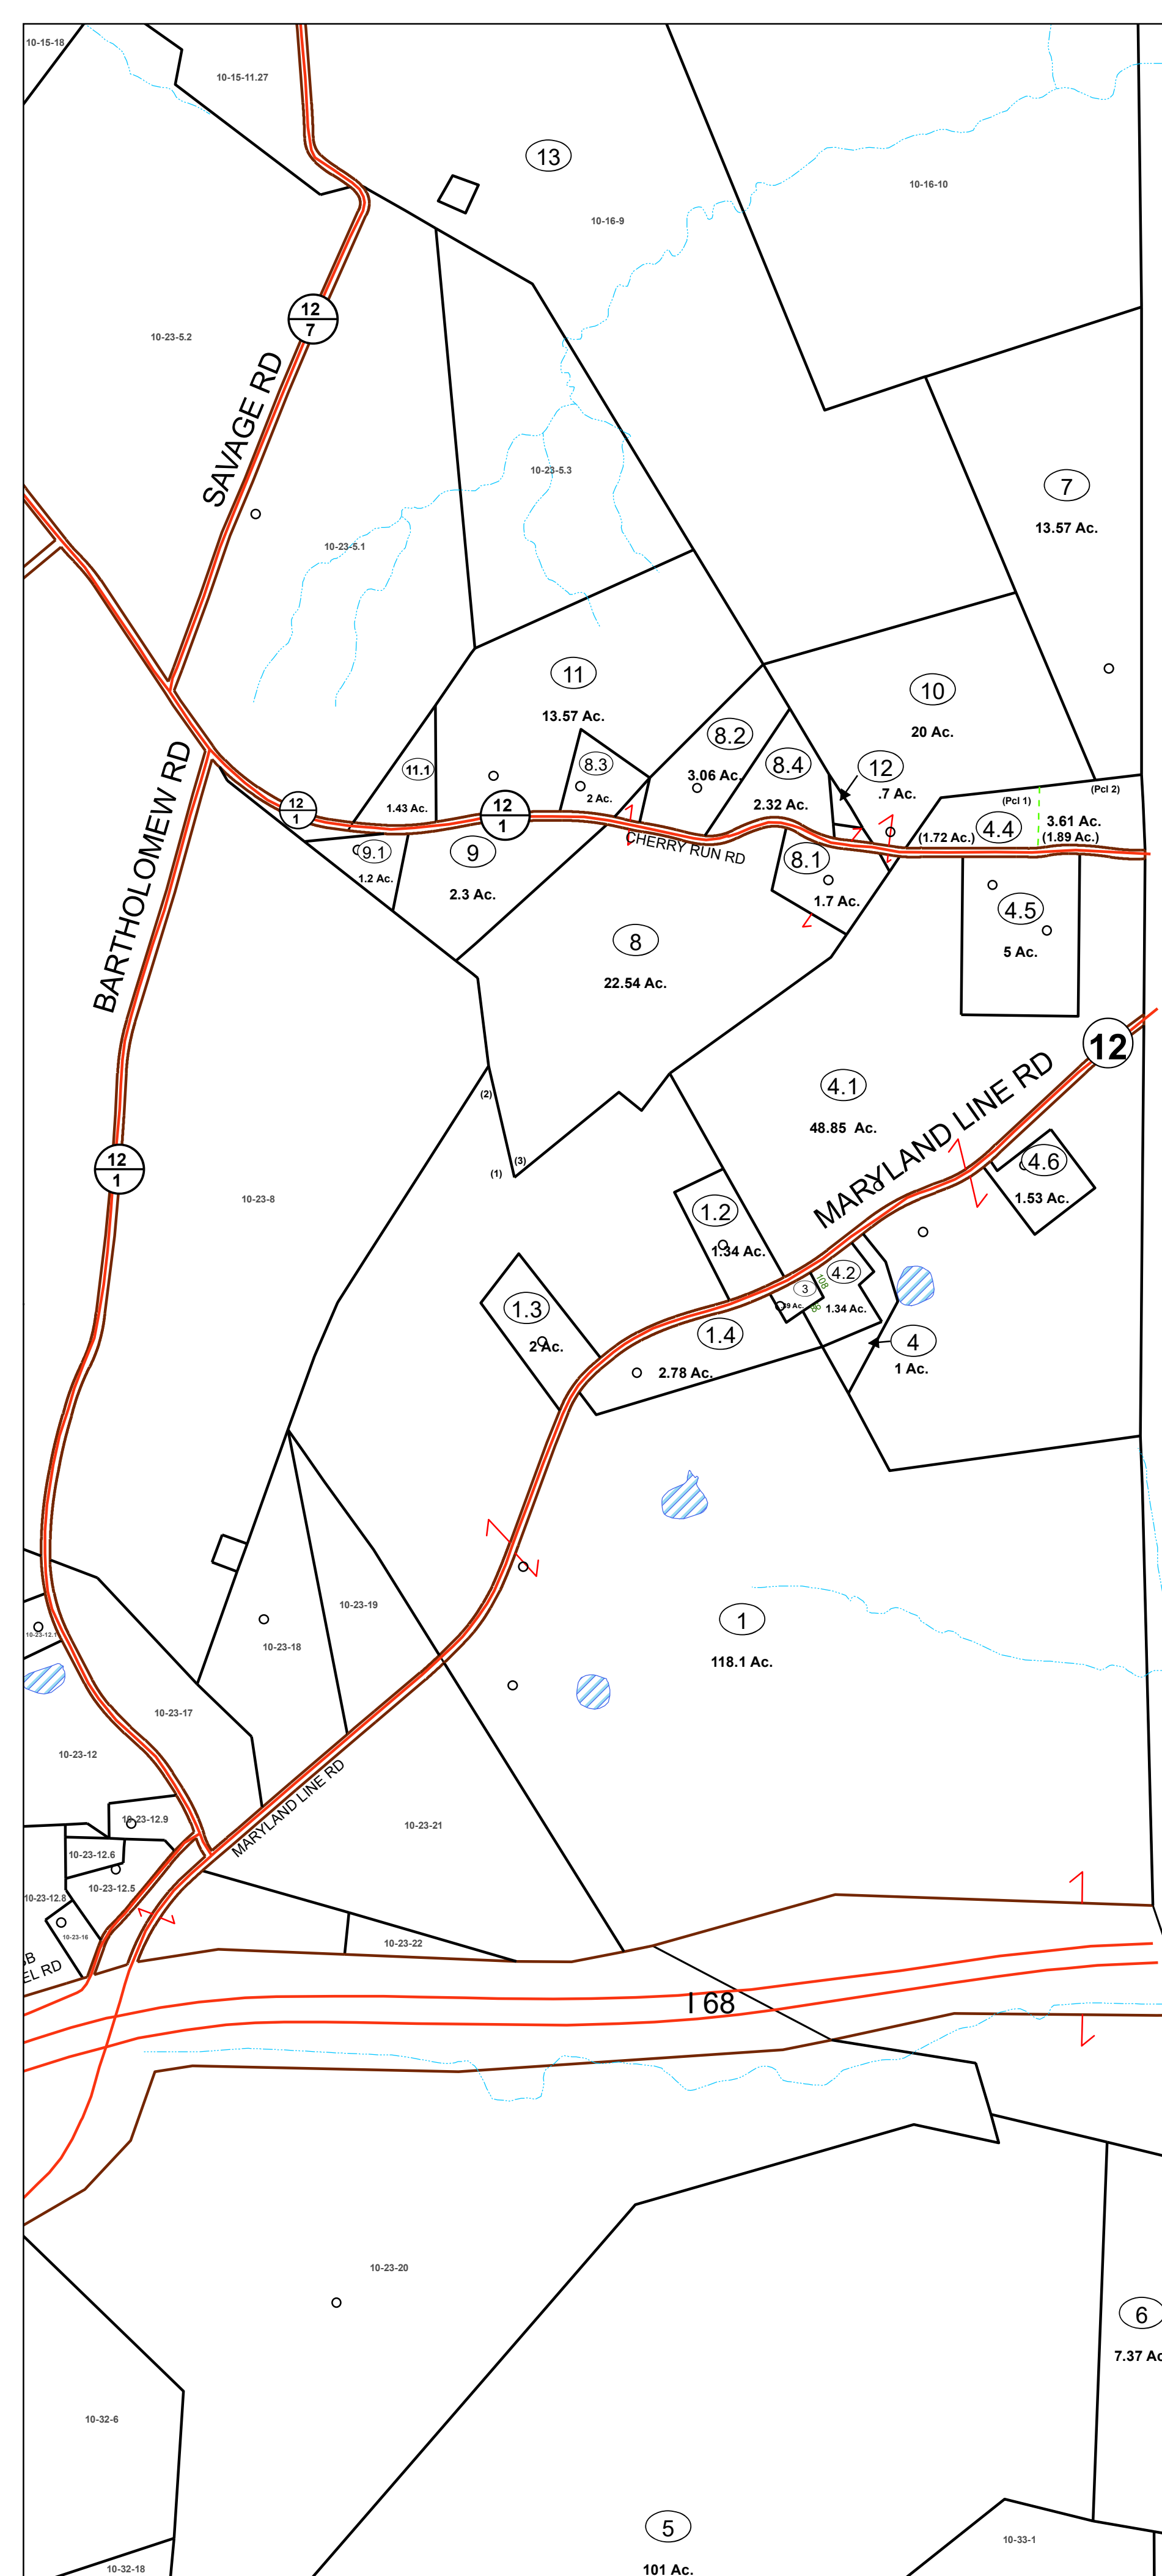 10-15-18
10-15-11.27
13
10-16-10
10-16-9
12
7
10-23-5.2
SAVAGE RD
10-23-5.3
7
13.57 Ac.
10-23-5.1
11
13.57 Ac.
10
20 Ac.
8.2
3.06 Ac.
8.3
2 Ac.
8.4
2.32 Ac.
12
.7 Ac.
11.1
1.43 Ac.
12
1
12
1
(Pcl 2)
(Pcl 1)
4.4
3.61 Ac.
(1.72 Ac.)
(1.89 Ac.)
BARTHOLOMEW RD
CHERRY RUN RD
9.1
1.2 Ac.
9
2.3 Ac.
8.1
1.7 Ac.
4.5
5 Ac.
8
22.54 Ac.
12
4.1
48.85 Ac.
MARYLAND LINE RD
(2)
(3)
(1)
12
1
10-23-8
4.6
1.53 Ac.
1.2
1.34 Ac.
4.2
1.34 Ac.
108
3
1.3
2 Ac.
1.4
2.78 Ac.
4
1 Ac.
10-23-19
10-23-18
1
118.1 Ac.
10-23-17
10-23-12
MARYLAND LINE RD
10-23-12.9
10-23-21
10-23-12.6
10-23-12.5
10-23-12.8
10-23-16
10-23-22
EL RD
I 68
10-23-20
6
7.37 Ac
10-32-6
5
101 Ac.
10-33-1
10-32-18